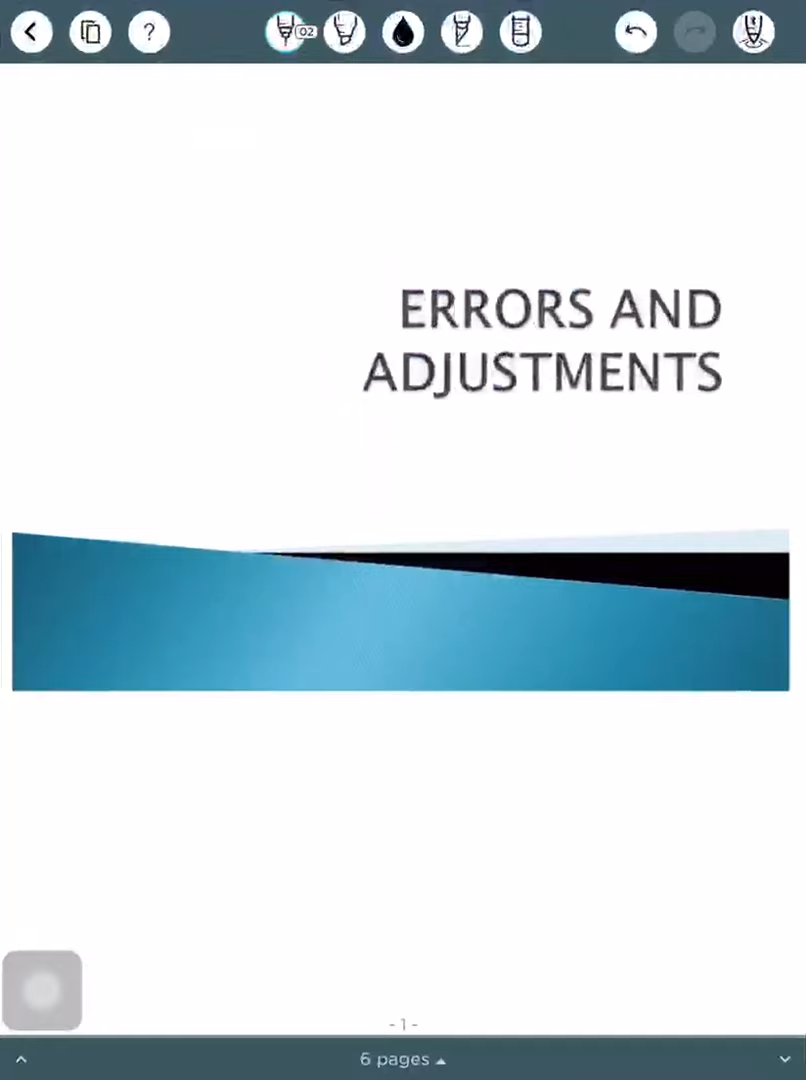 ?
02
ERRORS AND
ADJUSTMENTS
- 1 -
6 pages